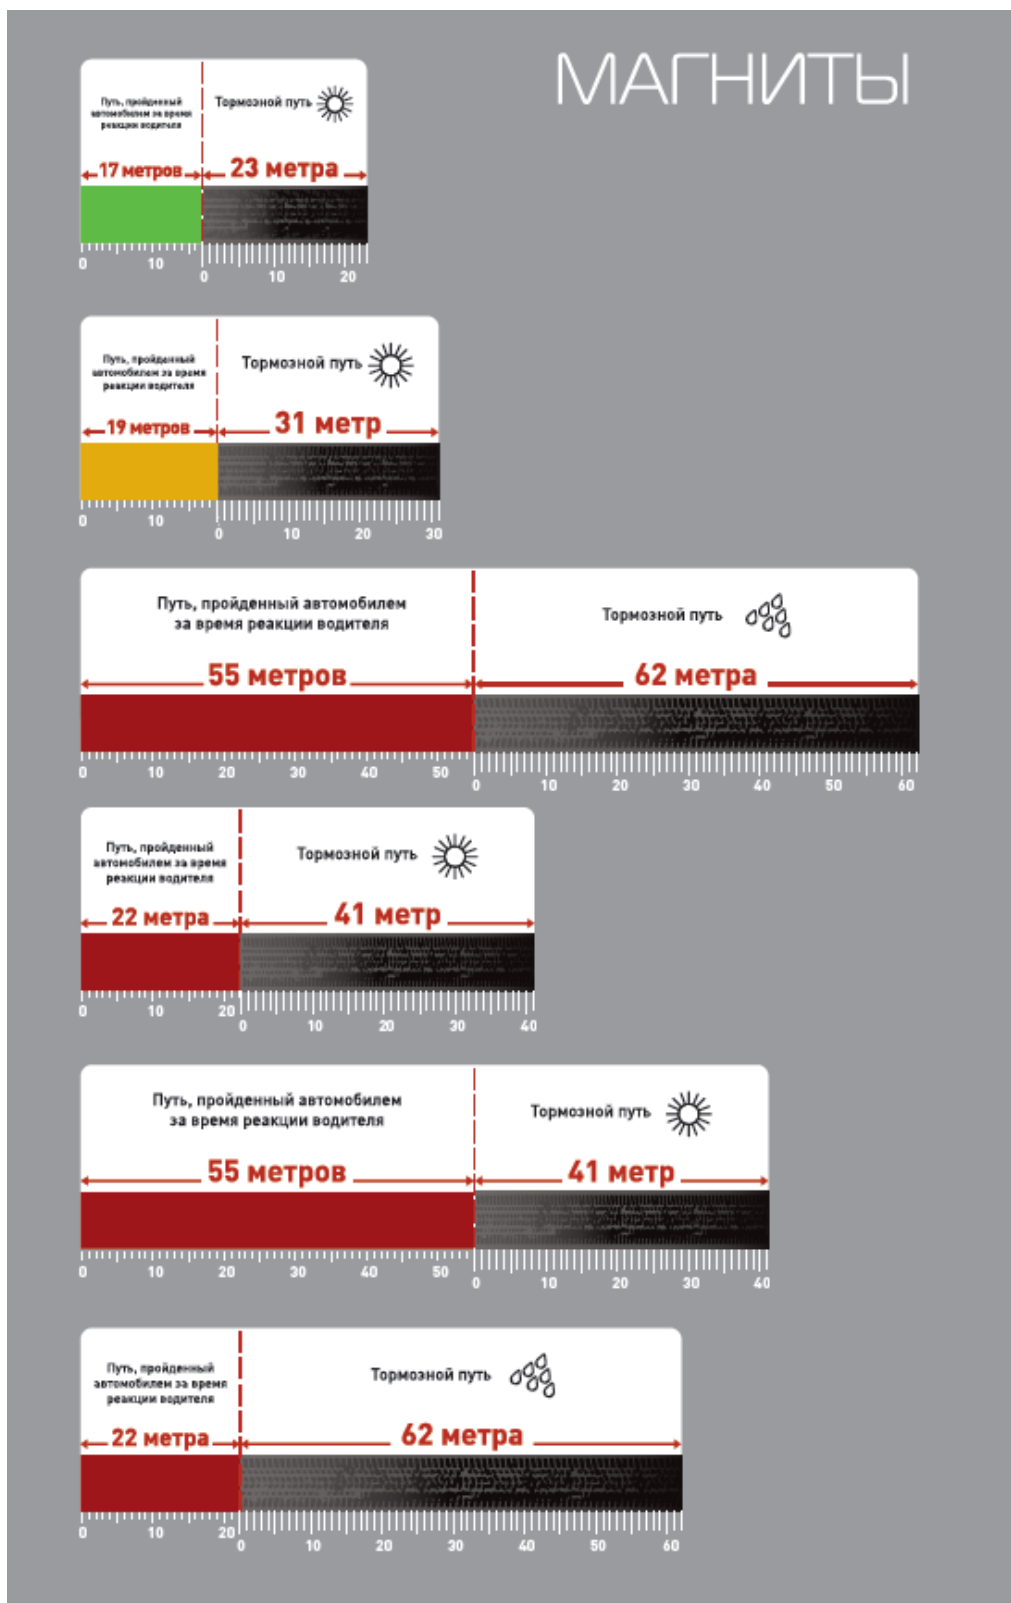 МАГНИТЫ
Путь, пройденный
автомобилем за время
реакции водителя
Тормозной путь
17 метров
23 метра
0 10
0 10 20
Путь, пройденный
автомобилем за время
реакции водителя
Тормозной путь
19 метров
31 метр
0 10
0 10 20 30
Путь, пройденный автомобилем
за время реакции водителя
Тормозной путь
55 метров
62 метра
0 10 20 30 40 50
0 10 20 30 40 50 60
Путь, пройденный
автомобилем за время
реакции водителя
Тормозной путь
22 метра
41 метр
0 10 20
0 10 20 30 40
Путь, пройденный автомобилем
за время реакции водителя
Тормозной путь
55 метров
41 метр
0 10 20 30 40 50
0 10 20 30 40
Путь, пройденный
автомобилем за время
реакции водителя
Тормозной путь
22 метра
62 метра
0 10 20
0 10 20 30 40 50 60